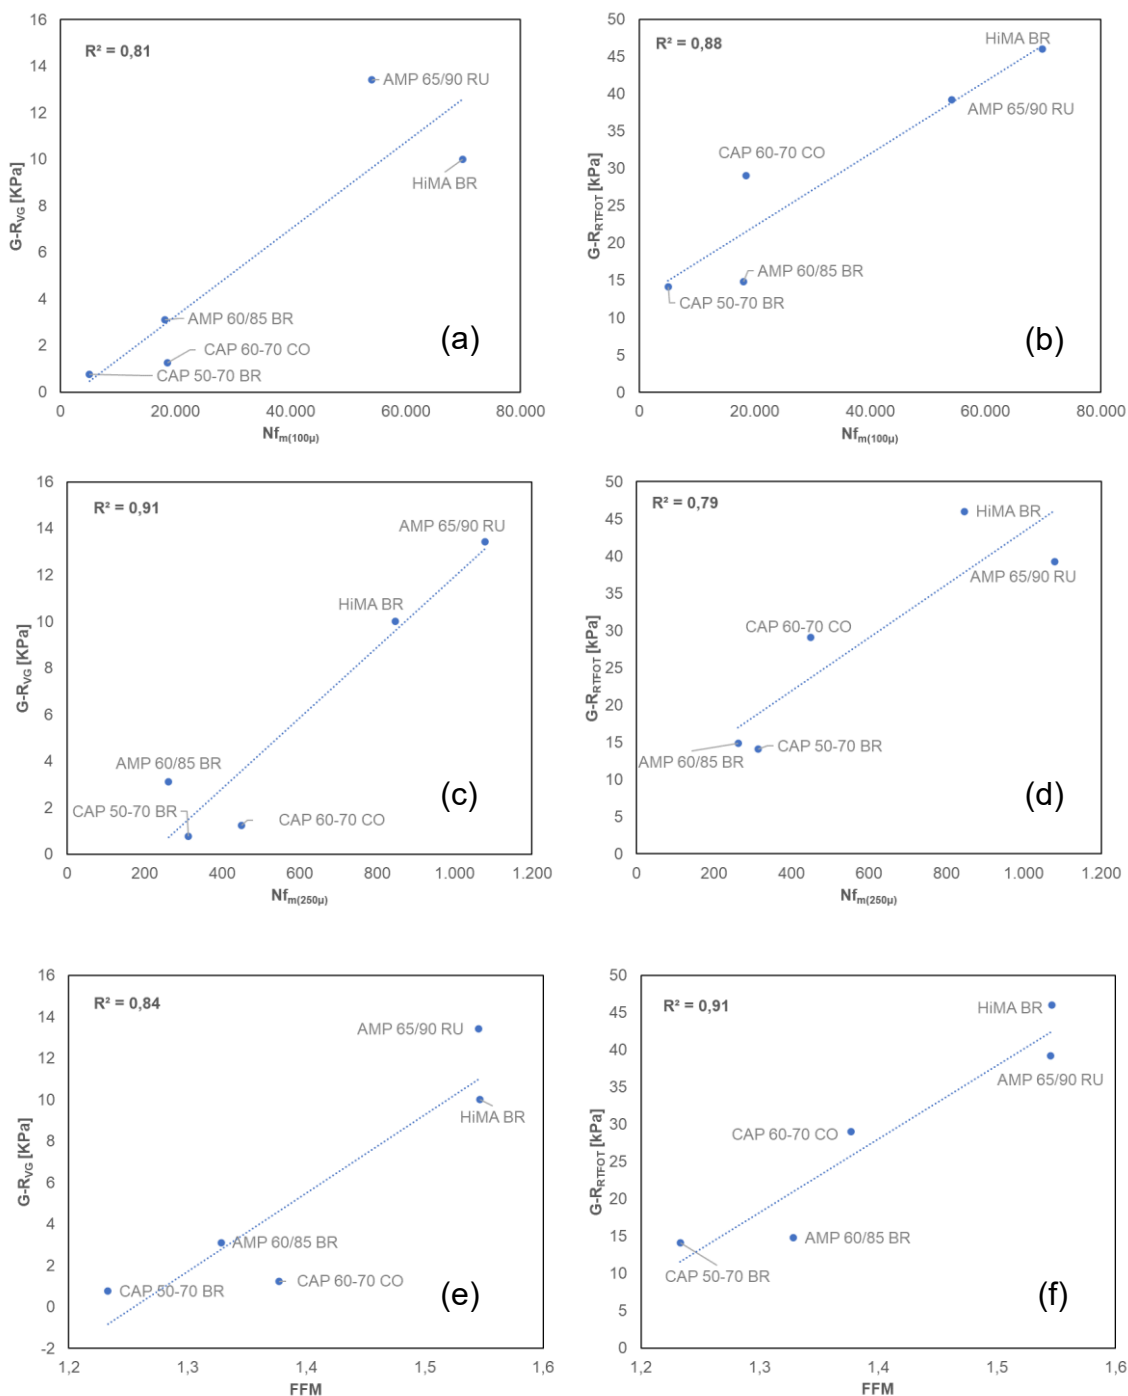 R² = 0,81
16
14
12
10
8
6
4
2
0
G-RVG [KPa]
AMP 65/90 RU
HiMA BR
AMP 60/85 BR
CAP 60-70 CO
CAP 50-70 BR
(a)
0 20.000 40.000 60.000 80.000
Nfm(100µ)
R² = 0,88
50
45
40
35
30
25
20
15
10
5
0
G-RRTFOT [kPa]
HiMA BR
AMP 65/90 RU
CAP 60-70 CO
AMP 60/85 BR
CAP 50-70 BR
(b)
0 20.000 40.000 60.000 80.000
Nfm(100µ)
R² = 0,91
16
14
12
10
8
6
4
2
0
G-RVG [KPa]
AMP 65/90 RU
HiMA BR
AMP 60/85 BR
CAP 50-70 BR
CAP 60-70 CO
(c)
0 200 400 600 800 1.000 1.200
Nfm(250µ)
R² = 0,79
50
45
40
35
30
25
20
15
10
5
0
G-RRTFOT [kPa]
HiMA BR
AMP 65/90 RU
CAP 60-70 CO
CAP 50-70 BR
AMP 60/85 BR
(d)
0 200 400 600 800 1.000 1.200
Nfm(250µ)
R² = 0,84
16
14
12
10
8
6
4
2
0
-2
G-RVG [KPa]
AMP 65/90 RU
HiMA BR
AMP 60/85 BR
CAP 60-70 CO
CAP 50-70 BR
(e)
1,2 1,3 1,4 1,5 1,6
FFM
R² = 0,91
50
45
40
35
30
25
20
15
10
5
0
G-RRTFOT [kPa]
HiMA BR
AMP 65/90 RU
CAP 60-70 CO
AMP 60/85 BR
CAP 50-70 BR
(f)
1,2 1,3 1,4 1,5 1,6
FFM